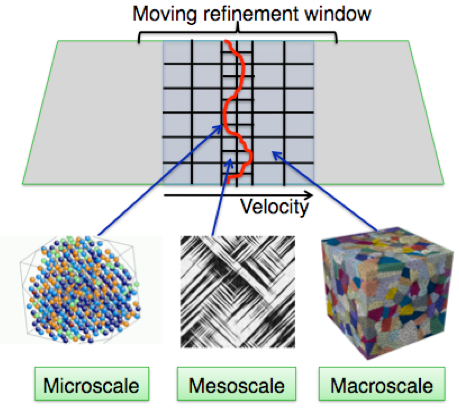 Moving refinement window
Velocity
Microscale
Mesoscale
Macroscale